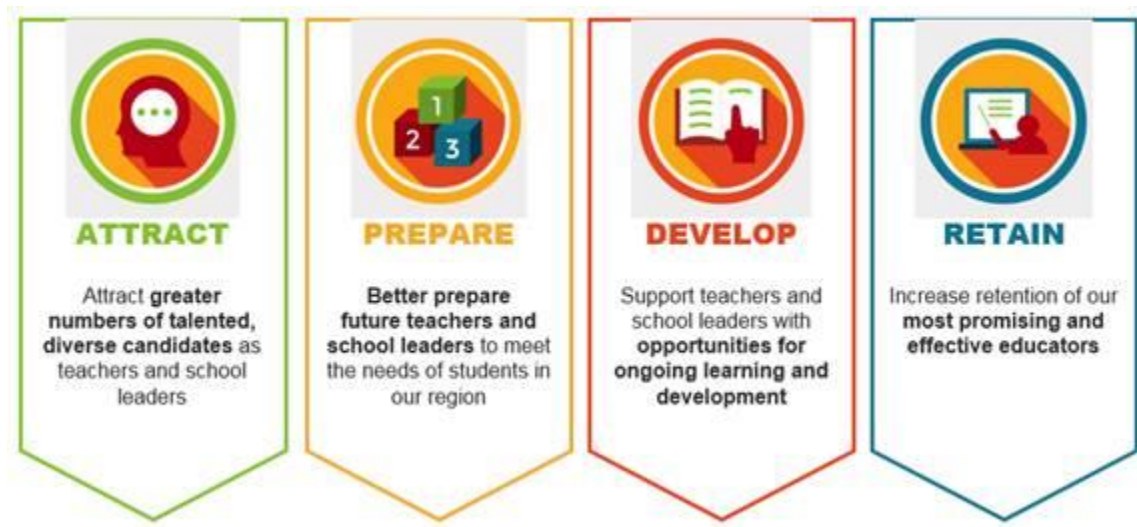 ATTRACT
Attract greater
numbers of talented,
diverse candidates as
teachers and school
leaders
1
2
3
PREPARE
Better prepare
future teachers and
school leaders to meet
the needs of students in
our region
DEVELOP
Support teachers and
school leaders with
opportunities for
ongoing learning and
development
RETAIN
Increase retention of our
most promising and
effective educators